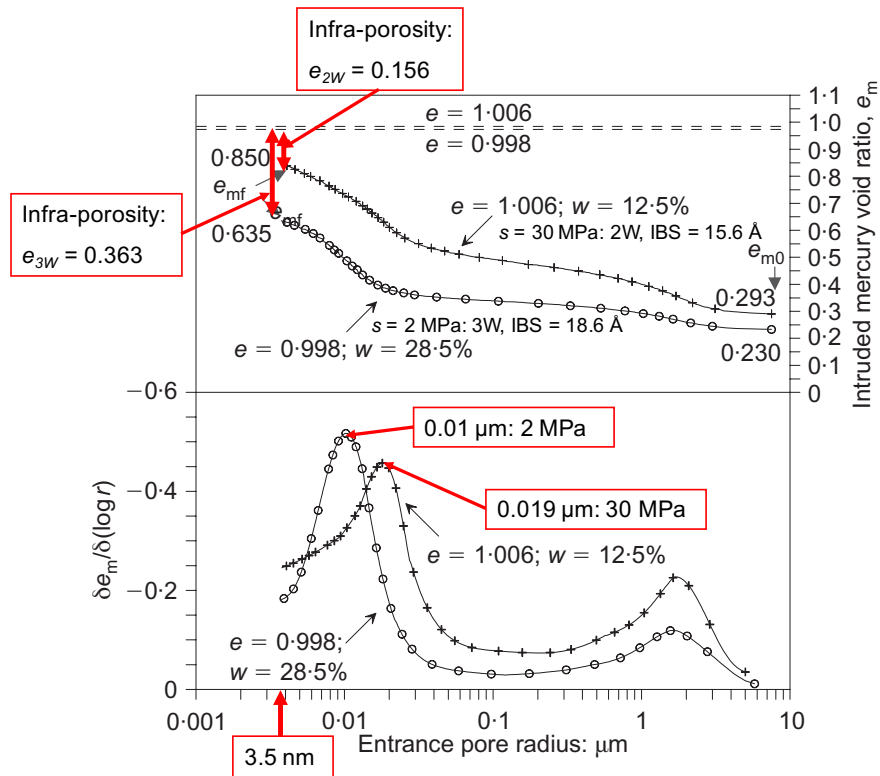 Infra-porosity:
e2W = 0.156
Infra-porosity:
e3W = 0.363
e = 1·006
e = 0·998
0·850
emf
emf
0·635
e = 1·006; w = 12·5%
s = 30 MPa: 2W, IBS = 15.6 Å
em0
0·293
s = 2 MPa: 3W, IBS = 18.6 Å
e = 0·998; w = 28·5%
0·230
1·1
1·0
0·9
0·8
0·7
0·6
0·5
0·4
0·3
0·2
0·1
0
Intruded mercury void ratio, em
−0·6
−0·4
−0·2
0
δem/δ(log r)
0.01 µm: 2 MPa
0.019 µm: 30 MPa
e = 1·006; w = 12·5%
e = 0·998;
w = 28·5%
0·001
0·01
0·1
1
10
Entrance pore radius: µm
3.5 nm